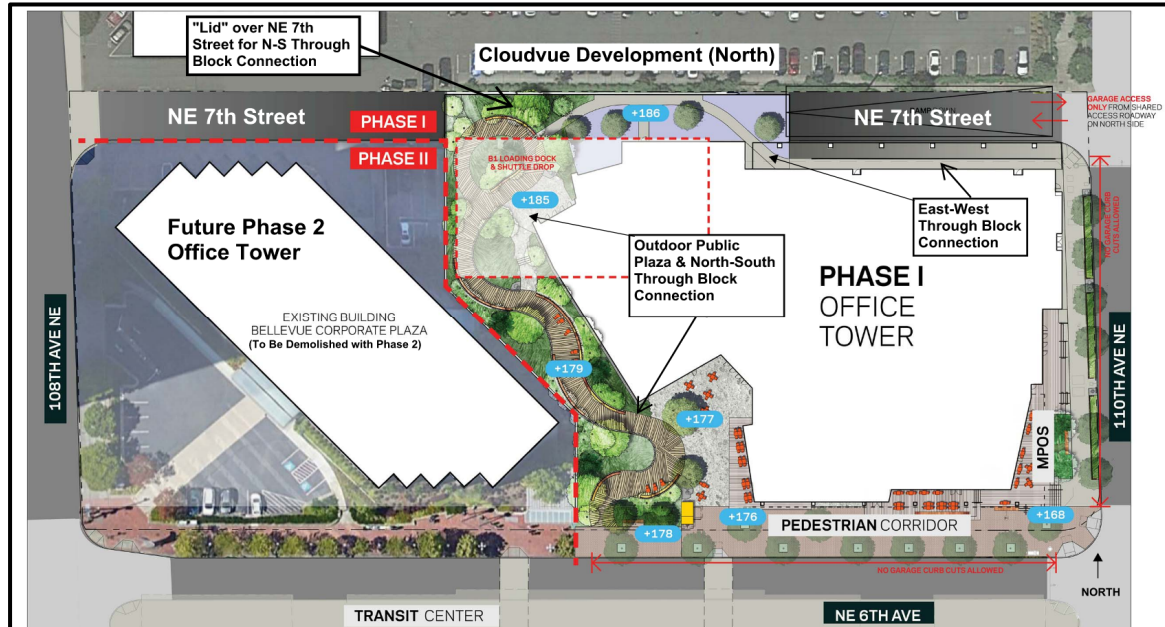 "Lid" over NE 7th
Street for N-S Through
Block Connection
Cloudvue Development (North)
NE 7th Street
PHASE I
PHASE II
+186
NE 7th Street
GARAGE ACCESS
ONLY FROM SHARED
ACCESS ROADWAY
ON NORTH SIDE
B1 LOADING DOCK
& SHUTTLE DROP
+185
East-West
Through Block
Connection
NO GARAGE CURB
CUTS ALLOWED
Future Phase 2
Office Tower
Outdoor Public
Plaza & North-South
Through Block
Connection
PHASE I
OFFICE
TOWER
EXISTING BUILDING
BELLEVUE CORPORATE PLAZA
(To Be Demolished with Phase 2)
108TH AVE NE
110TH AVE NE
+179
+177
MPOS
+178
+176
PEDESTRIAN CORRIDOR
+168
NO GARAGE CURB CUTS ALLOWED
NORTH
TRANSIT CENTER
NE 6TH AVE